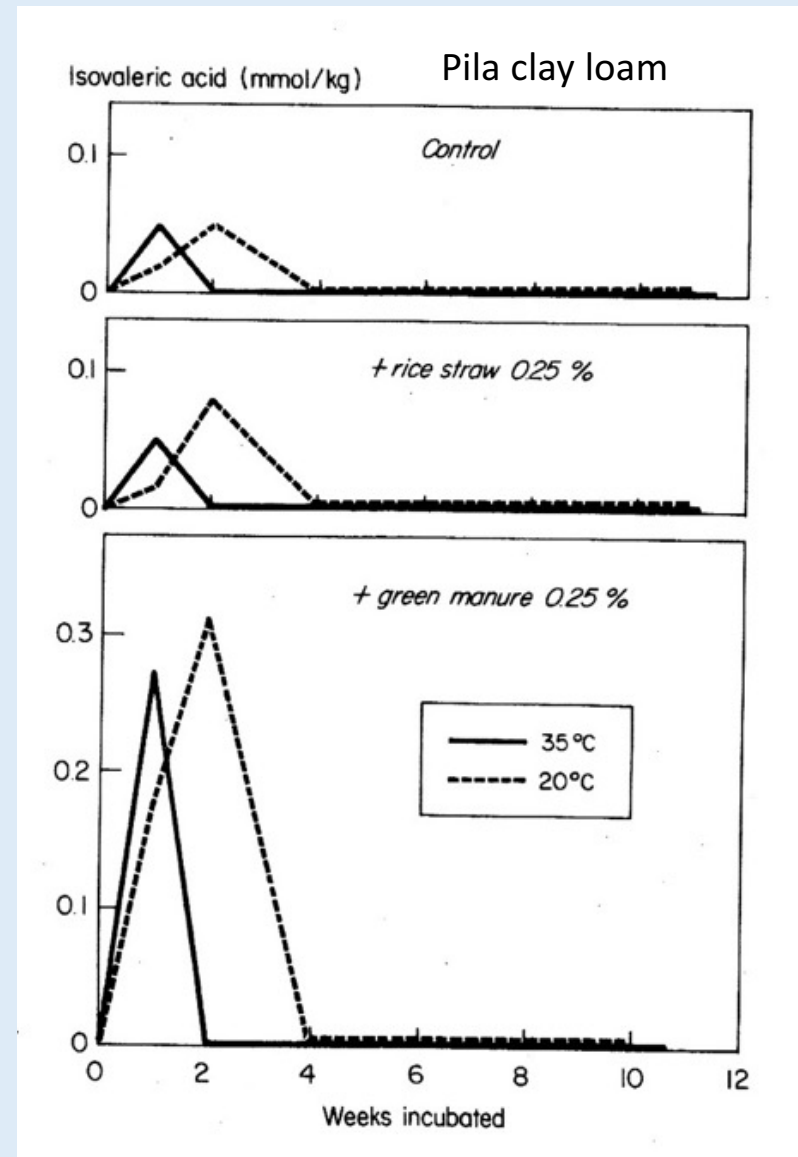 Isovaleric acid (mmol/kg)
Pila clay loam
0.1
Control
0
0.1
+ rice straw 0.25 %
0
+ green manure 0.25 %
0.3
35 °C
0.2
20°C
0.1
0
0 2 4 6 8 10 12
Weeks incubated